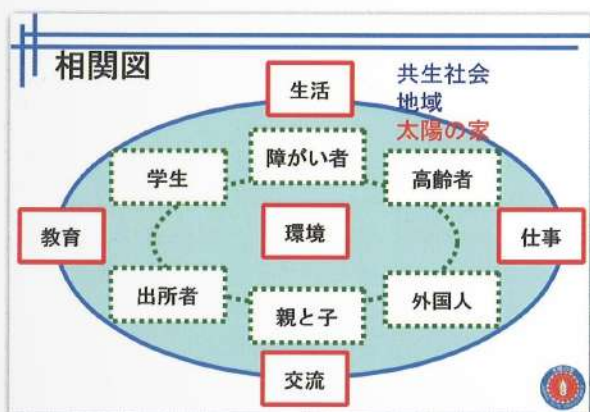 相関図
共生社会
地域
太陽の家
生活
学生
障がい者
高齢者
教育
環境
仕事
出所者
親と子
外国人
交流